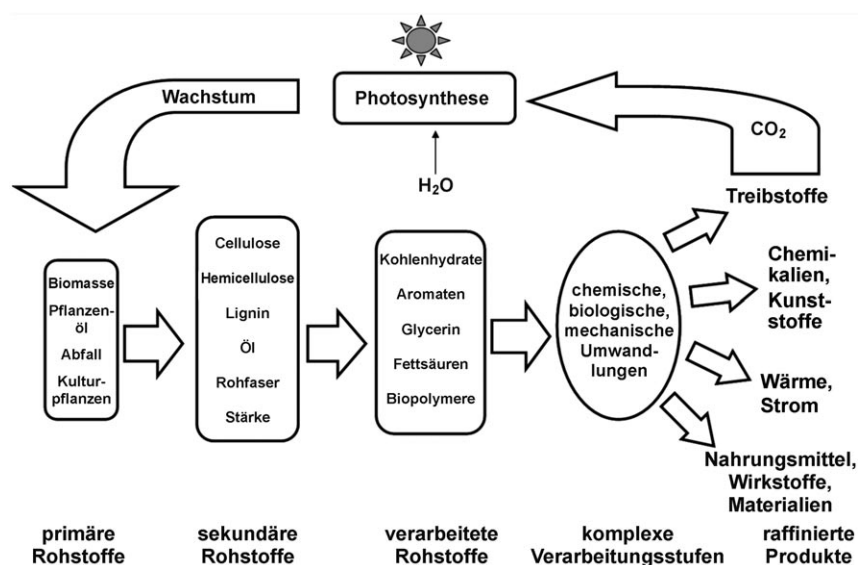 Wachstum
Photosynthese
CO₂
H₂O
Treibstoffe
Biomasse
Pflanzen-
öl
Abfall
Kultur-
pflanzen
Cellulose
Hemicellulose
Lignin
Öl
Rohfaser
Stärke
Kohlenhydrate
Aromaten
Glycerin
Fettsäuren
Biopolymere
chemische,
biologische,
mechanische
Umwand-
lungen
Chemi-
kalien,
Kunst-
stoffe
Wärme,
Strom
Nahrungsmittel,
Wirkstoffe,
Materialien
primäre
Rohstoffe
sekundäre
Rohstoffe
verarbeitete
Rohstoffe
komplexe
Verarbeitungsstufen
raffinierte
Produkte